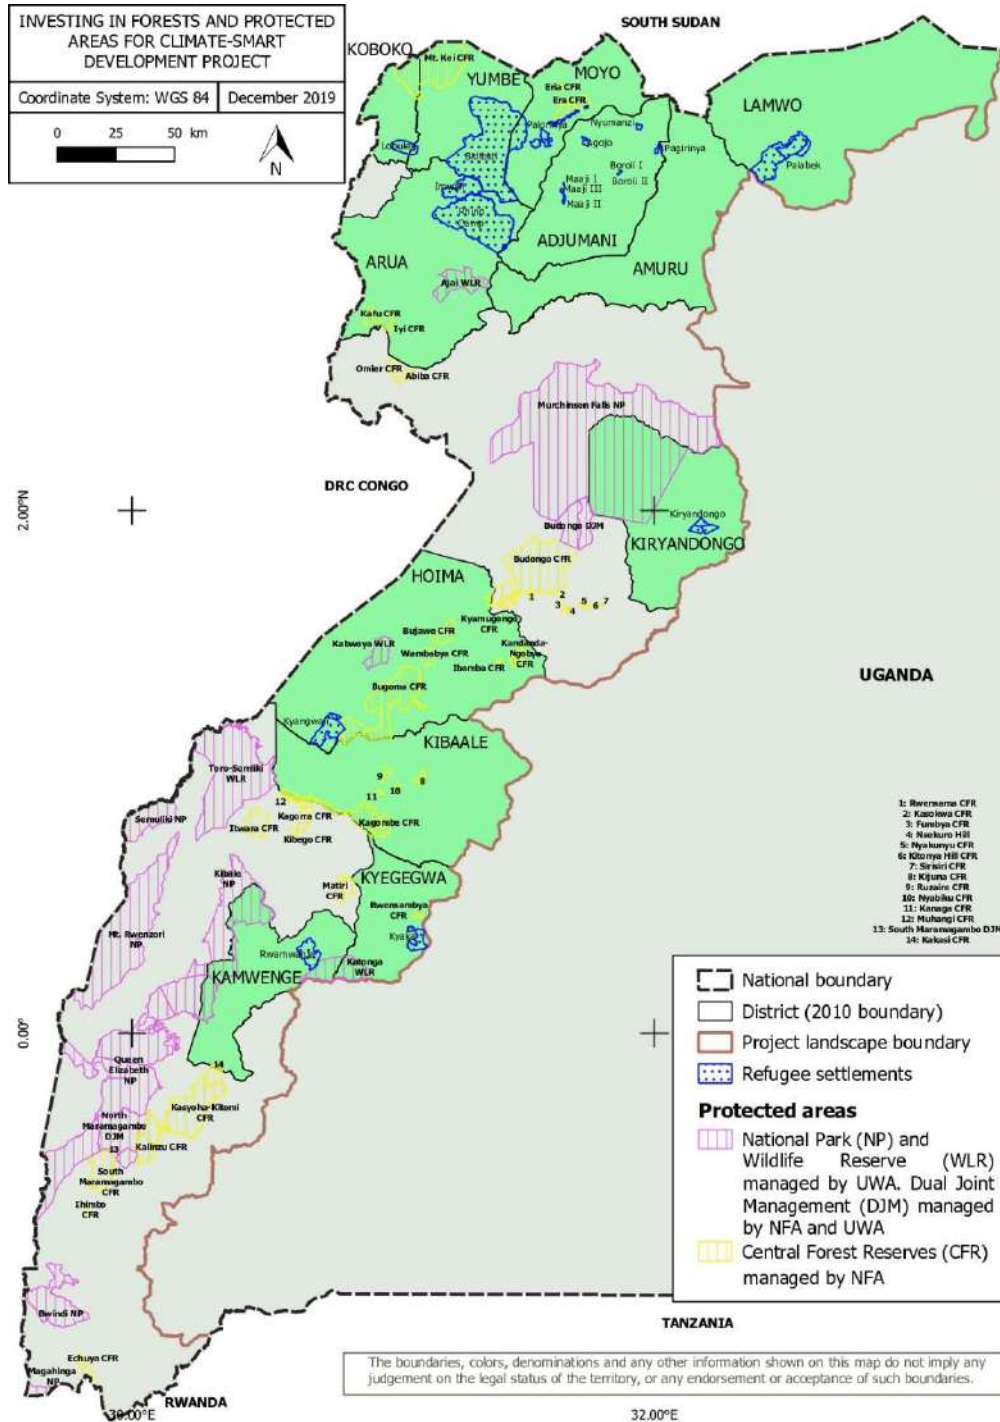 INVESTING IN FORESTS AND PROTECTED
AREAS FOR CLIMATE-SMART
DEVELOPMENT PROJECT
Coordinate System: WGS 84
December 2019
0 25 50 km
N
SOUTH SUDAN
KOBOKO
Mt. Kei CFR
YUMBE
MOYO
Eria CFR
Era CFR
LAMWO
Palorinya
Nyumanzi
Lobule
Agojo
Pagirinya
Palabek
Bidibidi
Boroli I
Boroli II
Maaji I
Maaji III
Maaji II
Imvepi
Rhino
Camp
ADJUMANI
ARUA
AMURU
Ajai WLR
Kafu CFR
Iyi CFR
Omier CFR
Abiba CFR
Murchinson Falls NP
DRC CONGO
2.00°N
Kiryandongo
Budongo DJM
KIRYANDONGO
Budongo CFR
HOIMA
1
2
3
4
5
6
7
Kyamugongo
CFR
Bujawe CFR
Kabwoya WLR
Wambabya CFR
Kandanda-
Ngobya
CFR
Ibamba CFR
Bugoma CFR
UGANDA
Kyangwali
KIBAALE
Toro-Semliki
WLR
9
8
10
11
12
Semuliki NP
Kagoma CFR
Itwara CFR
Kagombe CFR
Kibego CFR
Kibale
NP
KYEGEGWA
Matiri
CFR
Rwensambya
CFR
Mt. Rwenzori
NP
Kyaka
Rwamwanja
Katonga
WLR
KAMWENGE
0.00°
Queen
Elizabeth
NP
14
Kasyoha-Kitomi
CFR
North
Maramagambo
DJM
13
Kalinzu CFR
South
Maramagambo
CFR
Ihimbo
CFR
Bwindi NP
Echuya CFR
Magahinga
NP
RWANDA
TANZANIA
30.00°E
32.00°E
1: Rwensama CFR
2: Kasokwa CFR
3: Fumbya CFR
4: Nsekuro Hill
5: Nyakunyu CFR
6: Kitonya Hill CFR
7: Sirisiri CFR
8: Kijuna CFR
9: Ruzaire CFR
10: Nyabiku CFR
11: Kanaga CFR
12: Muhangi CFR
13: South Maramagambo DJM
14: Kakasi CFR
National boundary
District (2010 boundary)
Project landscape boundary
Refugee settlements
Protected areas
National Park (NP) and
Wildlife Reserve (WLR)
managed by UWA. Dual Joint
Management (DJM) managed
by NFA and UWA
Central Forest Reserves (CFR)
managed by NFA
The boundaries, colors, denominations and any other information shown on this map do not imply any
judgement on the legal status of the territory, or any endorsement or acceptance of such boundaries.